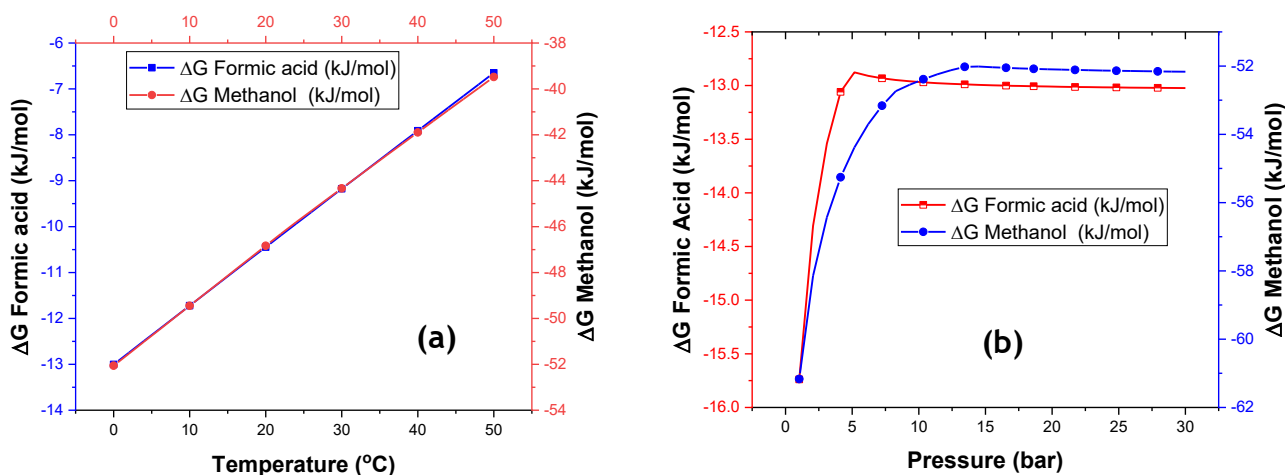 0 10 20 30 40 50
-6
-7
-8
-9
-10
-11
-12
-13
-14
ΔG Formic acid (kJ/mol)
ΔG Formic acid (kJ/mol)
ΔG Methanol (kJ/mol)
(a)
-38
-40
-42
-44
-46
-48
-50
-52
-54
ΔG Methanol (kJ/mol)
0 10 20 30 40 50
Temperature (oC)
(b)
-12.5
-13.0
-13.5
-14.0
-14.5
-15.0
-15.5
-16.0
ΔG Formic Acid (kJ/mol)
ΔG Formic acid (kJ/mol)
ΔG Methanol (kJ/mol)
-52
-54
-56
-58
-60
-62
ΔG Methanol (kJ/mol)
0 5 10 15 20 25 30
Pressure (bar)